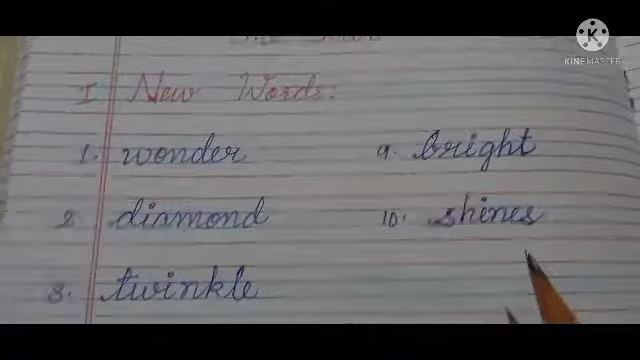 KINEMASTER
I New Words:
1. wonder
9. bright
2. diamond
10. shines
3. twinkle